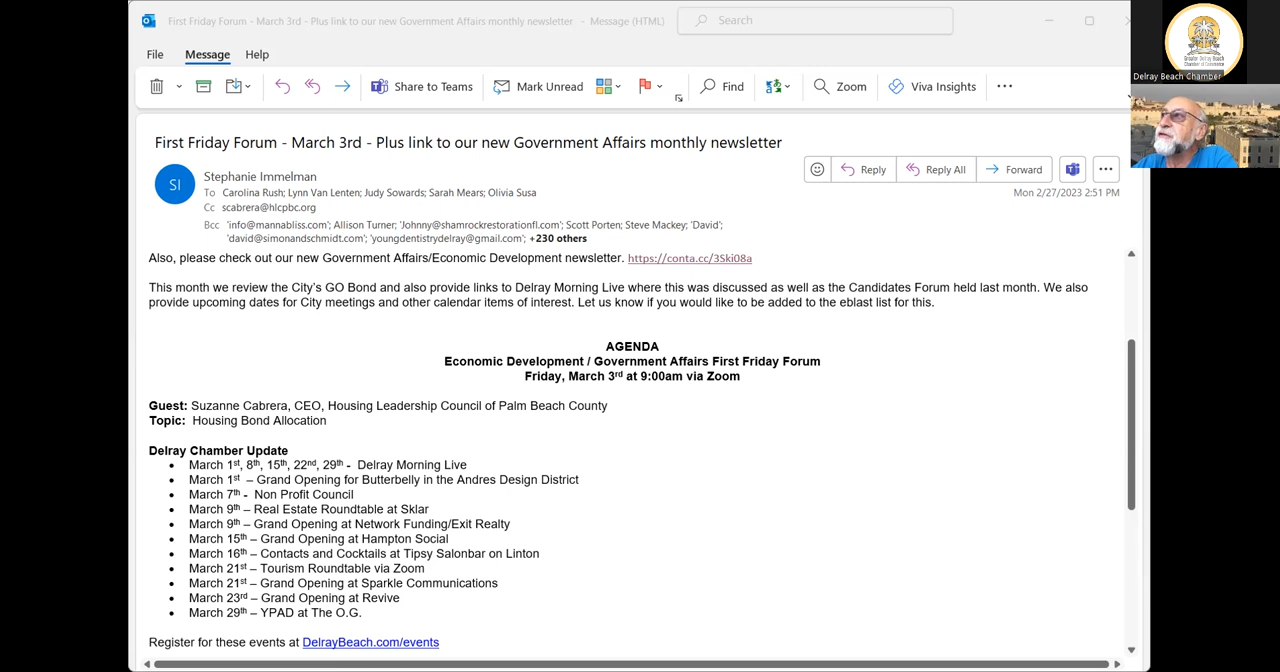 First Friday Forum - March 3rd - Plus link to our new Government Affairs monthly newsletter - Message (HTML)
Search
File Message Help
Share to Teams Mark Unread Find Zoom Viva Insights
Delray Beach Chamber
First Friday Forum - March 3rd - Plus link to our new Government Affairs monthly newsletter
SI
Stephanie Immelman
Reply Reply All Forward
To Carolina Rush; Lynn Van Lenten; Judy Sowards; Sarah Mears; Olivia Susa
Mon 2/27/2023 2:51 PM
Cc scabrera@hlcpbc.org
Bcc 'info@mannabliss.com'; Allison Turner; 'Johnny@shamrockrestorationfl.com'; Scott Porten; Steve Mackey; 'David';
'david@simonandschmidt.com'; 'youngdentistrydelray@gmail.com'; +230 others
Also, please check out our new Government Affairs/Economic Development newsletter. https://conta.cc/3Ski08a
This month we review the City's GO Bond and also provide links to Delray Morning Live where this was discussed as well as the Candidates Forum held last month. We also
provide upcoming dates for City meetings and other calendar items of interest. Let us know if you would like to be added to the eblast list for this.
AGENDA
Economic Development / Government Affairs First Friday Forum
Friday, March 3rd at 9:00am via Zoom
Guest: Suzanne Cabrera, CEO, Housing Leadership Council of Palm Beach County
Topic: Housing Bond Allocation
Delray Chamber Update
• March 1st, 8th, 15th, 22nd, 29th - Delray Morning Live
• March 1st – Grand Opening for Butterbelly in the Andres Design District
• March 7th - Non Profit Council
• March 9th – Real Estate Roundtable at Sklar
• March 9th – Grand Opening at Network Funding/Exit Realty
• March 15th – Grand Opening at Hampton Social
• March 16th – Contacts and Cocktails at Tipsy Salonbar on Linton
• March 21st – Tourism Roundtable via Zoom
• March 21st – Grand Opening at Sparkle Communications
• March 23rd – Grand Opening at Revive
• March 29th – YPAD at The O.G.
Register for these events at DelrayBeach.com/events